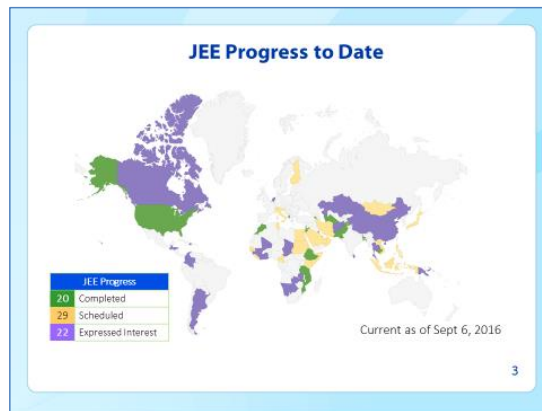 JEE Progress to Date
JEE Progress
20 Completed
29 Scheduled
22 Expressed Interest
Current as of Sept 6, 2016
3